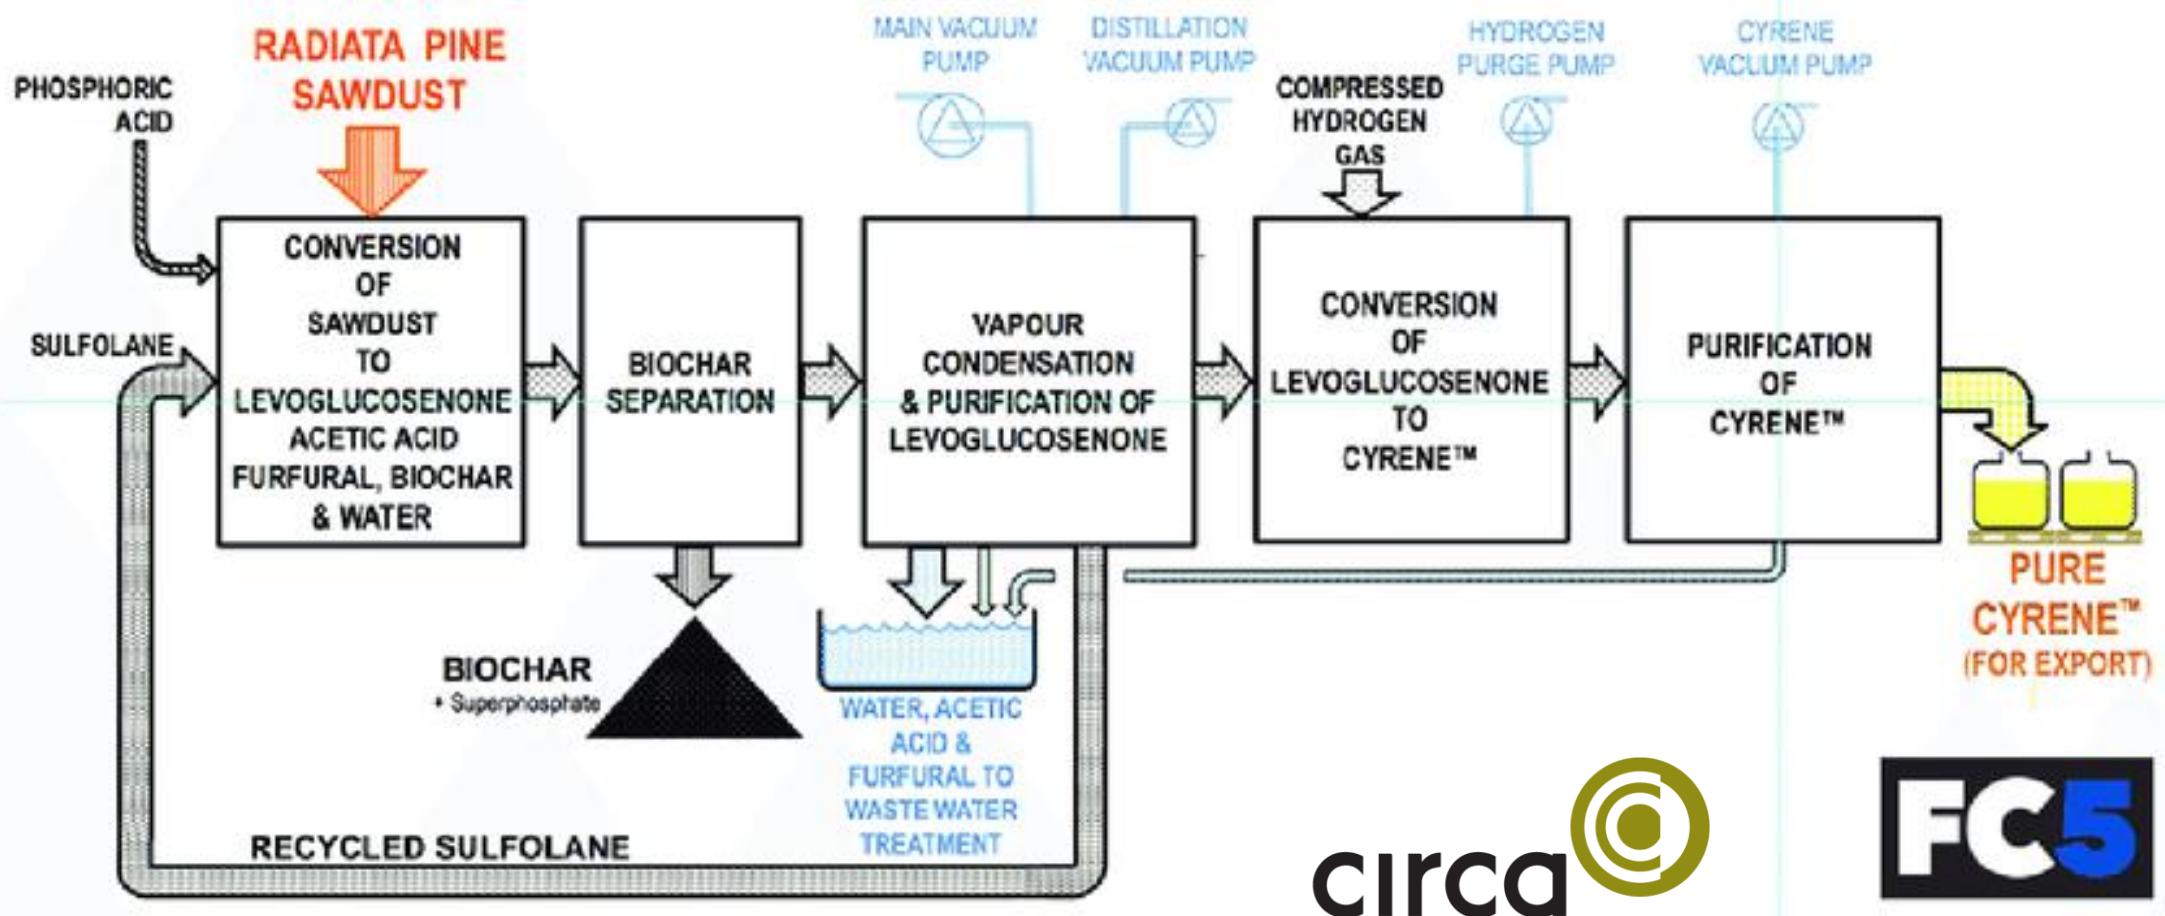 RADIATA PINE
SAWDUST
PHOSPHORIC
ACID
SULFOLANE
MAIN VACUUM
PUMP
DISTILLATION
VACUUM PUMP
COMPRESSED
HYDROGEN
GAS
HYDROGEN
PURGE PUMP
CYRENE
VACUUM PUMP
CONVERSION
OF
SAWDUST
TO
LEVOGLUCOSENONE
ACETIC ACID
FURFURAL, BIOCHAR
& WATER
BIOCHAR
SEPARATION
VAPOUR
CONDENSATION
& PURIFICATION OF
LEVOGLUCOSENONE
CONVERSION
OF
LEVOGLUCOSENONE
TO
CYRENE™
PURIFICATION
OF
CYRENE™
BIOCHAR
+ Superphosphate
WATER, ACETIC
ACID &
FURFURAL TO
WASTE WATER
TREATMENT
PURE
CYRENE™
(FOR EXPORT)
RECYCLED SULFOLANE
circa
FC5